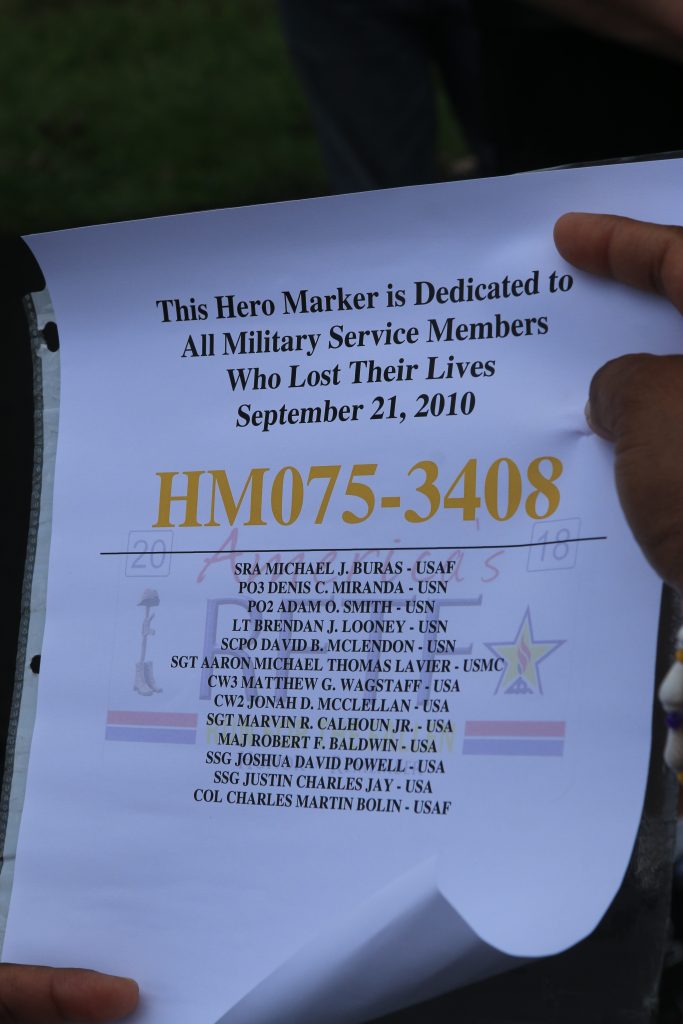 This Hero Marker is Dedicated to
All Military Service Members
Who Lost Their Lives
September 21, 2010
HM075-3408
20 America's 18
SRA MICHAEL J. BURAS - USAF
PO3 DENIS C. MIRANDA - USN
PO2 ADAM O. SMITH - USN
LT BRENDAN J. LOONEY - USN
SCPO DAVID B. MCLENDON - USN
SGT AARON MICHAEL THOMAS LAVIER - USMC
CW3 MATTHEW G. WAGSTAFF - USA
CW2 JONAH D. MCCLELLAN - USA
SGT MARVIN R. CALHOUN JR. - USA
MAJ ROBERT F. BALDWIN - USA
SSG JOSHUA DAVID POWELL - USA
SSG JUSTIN CHARLES JAY - USA
COL CHARLES MARTIN BOLIN - USAF